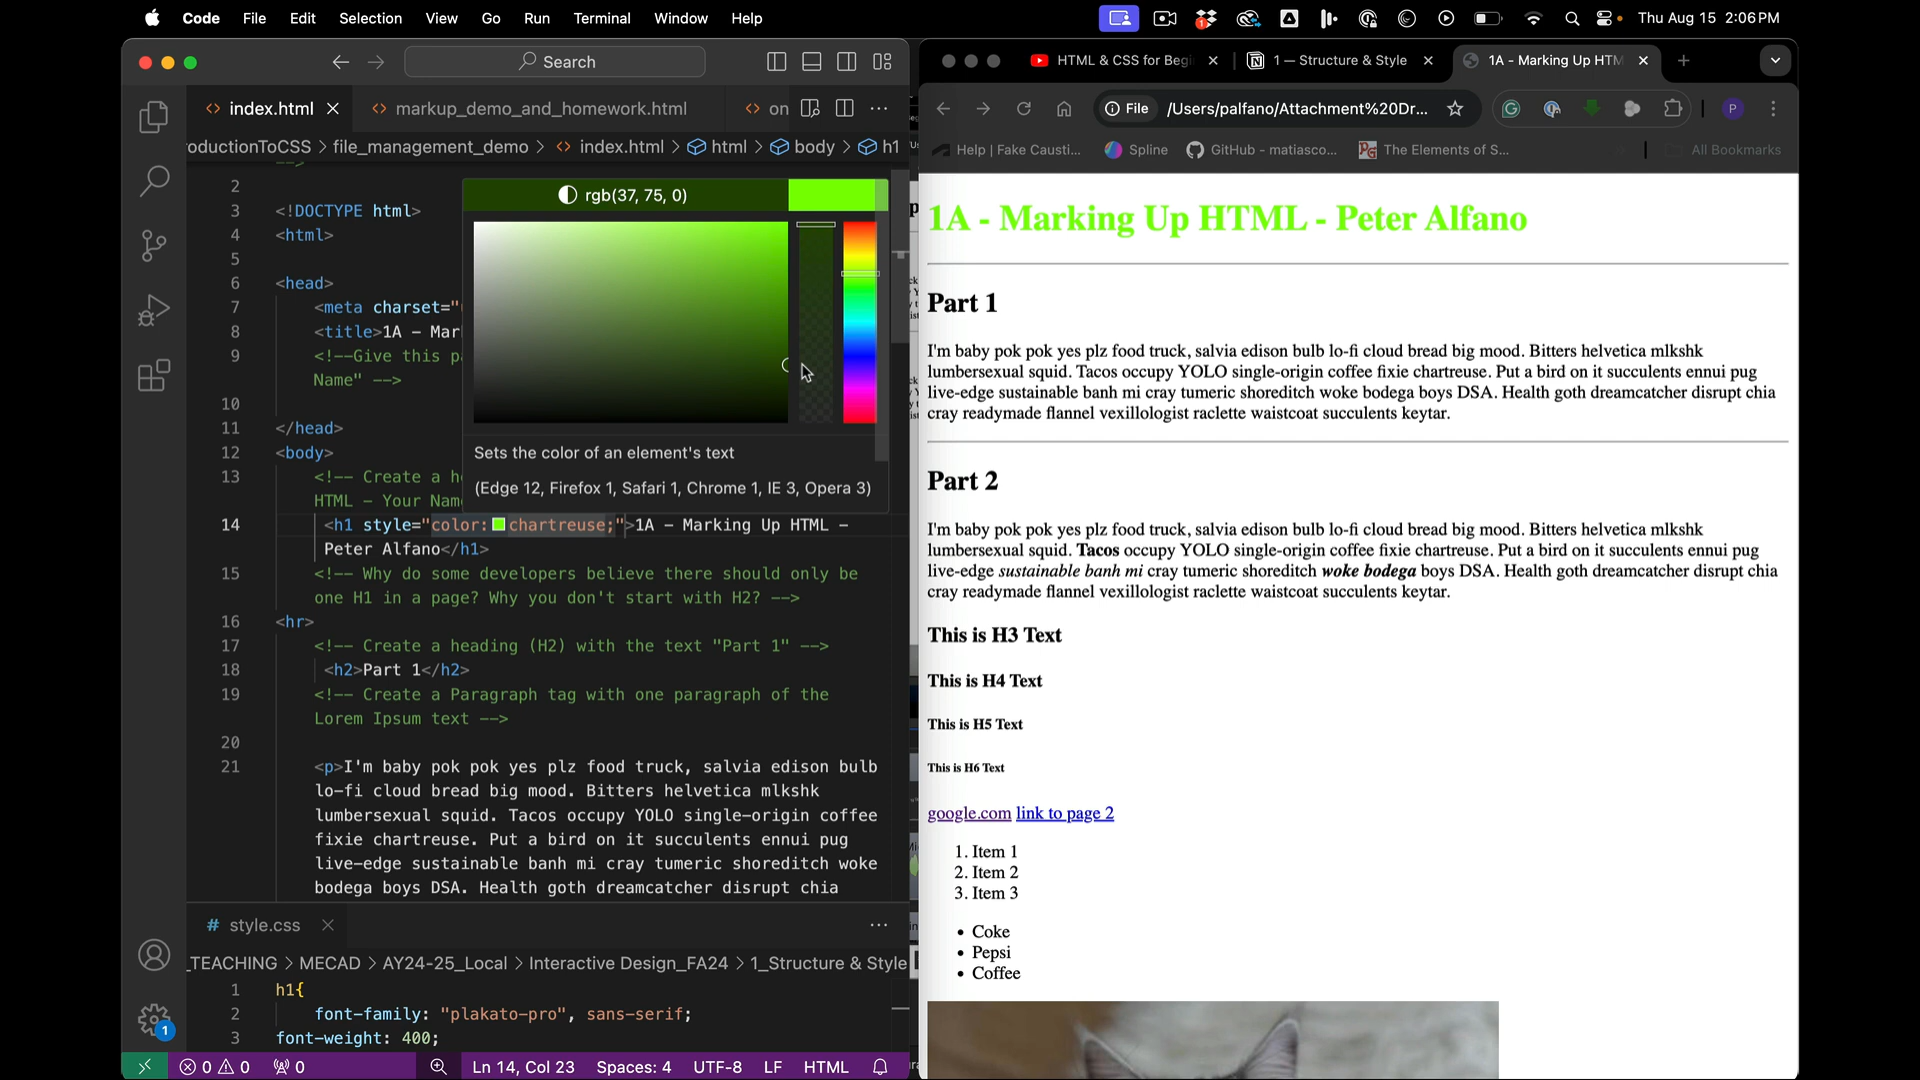 Code File Edit Selection View Go Run Terminal Window Help
1
Thu Aug 15 2:06 PM
Search
index.html
markup_demo_and_homework.html
on
roductionToCSS > file_management_demo > index.html > html > body > h1
-->
2
3 <!DOCTYPE html>
4 <html>
5
6 <head>
7 <meta charset="
8 <title>1A - Mar
9 <!--Give this pa
Name" -->
10
11 </head>
12 <body>
13 <!-- Create a he
HTML - Your Nam
14 <h1 style="color: chartreuse;">1A - Marking Up HTML -
Peter Alfano</h1>
15 <!-- Why do some developers believe there should only be
one H1 in a page? Why you don't start with H2? -->
16 <hr>
17 <!-- Create a heading (H2) with the text "Part 1" -->
18 <h2>Part 1</h2>
19 <!-- Create a Paragraph tag with one paragraph of the
Lorem Ipsum text -->
20
21 <p>I'm baby pok pok yes plz food truck, salvia edison bulb
lo-fi cloud bread big mood. Bitters helvetica mlkshk
lumbersexual squid. Tacos occupy YOLO single-origin coffee
fixie chartreuse. Put a bird on it succulents ennui pug
live-edge sustainable banh mi cray tumeric shoreditch woke
bodega boys DSA. Health goth dreamcatcher disrupt chia
rgb(37, 75, 0)
Sets the color of an element's text
(Edge 12, Firefox 1, Safari 1, Chrome 1, IE 3, Opera 3)
# style.css
_TEACHING > MECAD > AY24-25_Local > Interactive Design_FA24 > 1_Structure & Style
1 h1{
2 font-family: "plakato-pro", sans-serif;
3 font-weight: 400;
1
0 0 0 Ln 14, Col 23 Spaces: 4 UTF-8 LF HTML
HTML & CSS for Begi
1 — Structure & Style
1A - Marking Up HTM
File /Users/palfano/Attachment%20Dr...
P
Help | Fake Causti...
Spline
GitHub - matiasco...
PG The Elements of S...
All Bookmarks
1A - Marking Up HTML - Peter Alfano
Part 1
I'm baby pok pok yes plz food truck, salvia edison bulb lo-fi cloud bread big mood. Bitters helvetica mlkshk
lumbersexual squid. Tacos occupy YOLO single-origin coffee fixie chartreuse. Put a bird on it succulents ennui pug
live-edge sustainable banh mi cray tumeric shoreditch woke bodega boys DSA. Health goth dreamcatcher disrupt chia
cray readymade flannel vexillologist raclette waistcoat succulents keytar.
Part 2
I'm baby pok pok yes plz food truck, salvia edison bulb lo-fi cloud bread big mood. Bitters helvetica mlkshk
lumbersexual squid. Tacos occupy YOLO single-origin coffee fixie chartreuse. Put a bird on it succulents ennui pug
live-edge sustainable banh mi cray tumeric shoreditch woke bodega boys DSA. Health goth dreamcatcher disrupt chia
cray readymade flannel vexillologist raclette waistcoat succulents keytar.
This is H3 Text
This is H4 Text
This is H5 Text
This is H6 Text
google.com link to page 2
1. Item 1
2. Item 2
3. Item 3
• Coke
• Pepsi
• Coffee